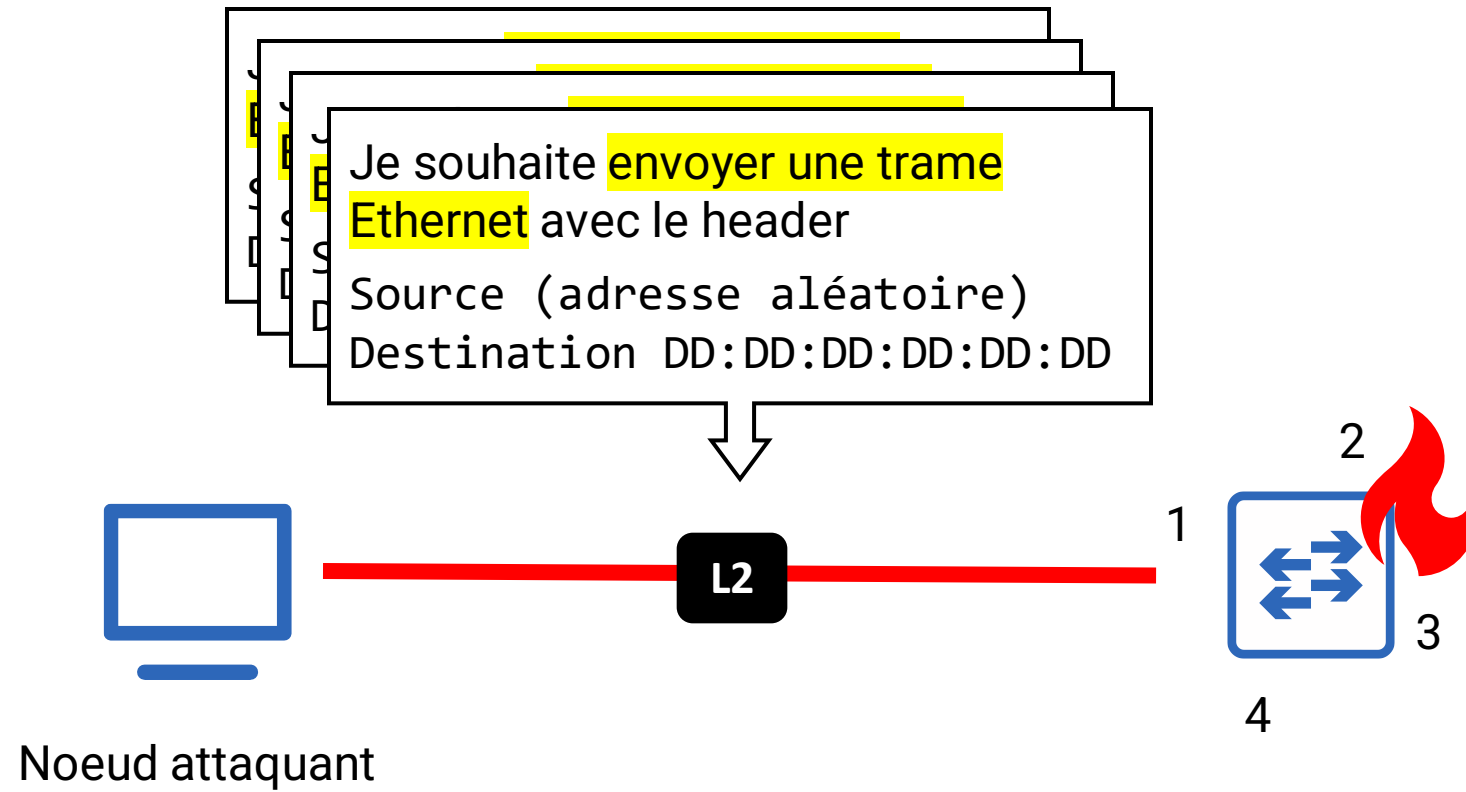 Je souhaite envoyer une trame
Ethernet avec le header
Source (adresse aléatoire)
Destination DD:DD:DD:DD:DD:DD
2
1
L2
3
4
Noeud attaquant